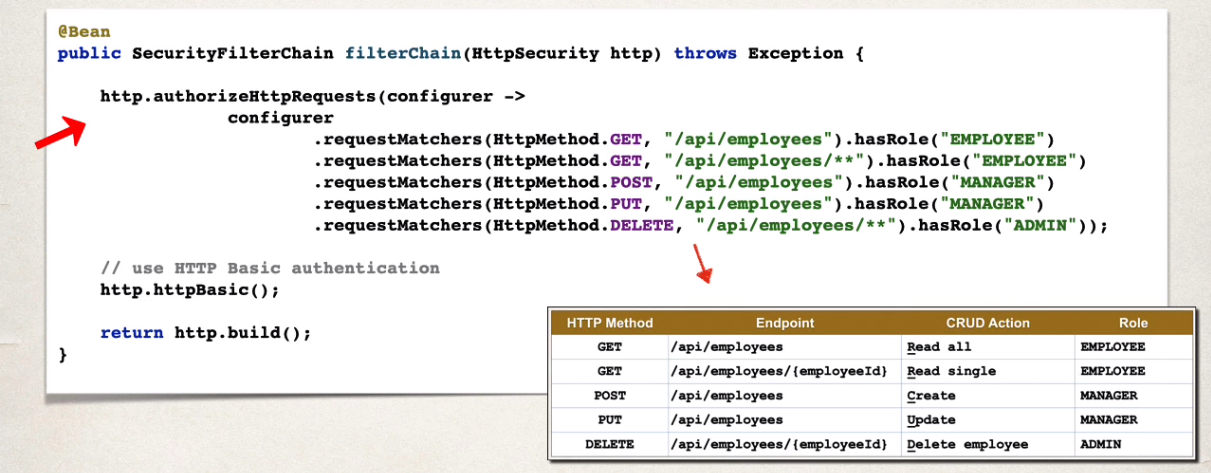 @Bean
public SecurityFilterChain filterChain(HttpSecurity http) throws Exception {
http.authorizeHttpRequests(configurer ->
configurer
.requestMatchers(HttpMethod.GET, "/api/employees").hasRole("EMPLOYEE")
.requestMatchers(HttpMethod.GET, "/api/employees/**").hasRole("EMPLOYEE")
.requestMatchers(HttpMethod.POST, "/api/employees").hasRole("MANAGER")
.requestMatchers(HttpMethod.PUT, "/api/employees").hasRole("MANAGER")
.requestMatchers(HttpMethod.DELETE, "/api/employees/**").hasRole("ADMIN"));
// use HTTP Basic authentication
http.httpBasic();
return http.build();
}
HTTP Method Endpoint CRUD Action Role
GET /api/employees Read all EMPLOYEE
GET /api/employees/{employeeId} Read single EMPLOYEE
POST /api/employees Create MANAGER
PUT /api/employees Update MANAGER
DELETE /api/employees/{employeeId} Delete employee ADMIN